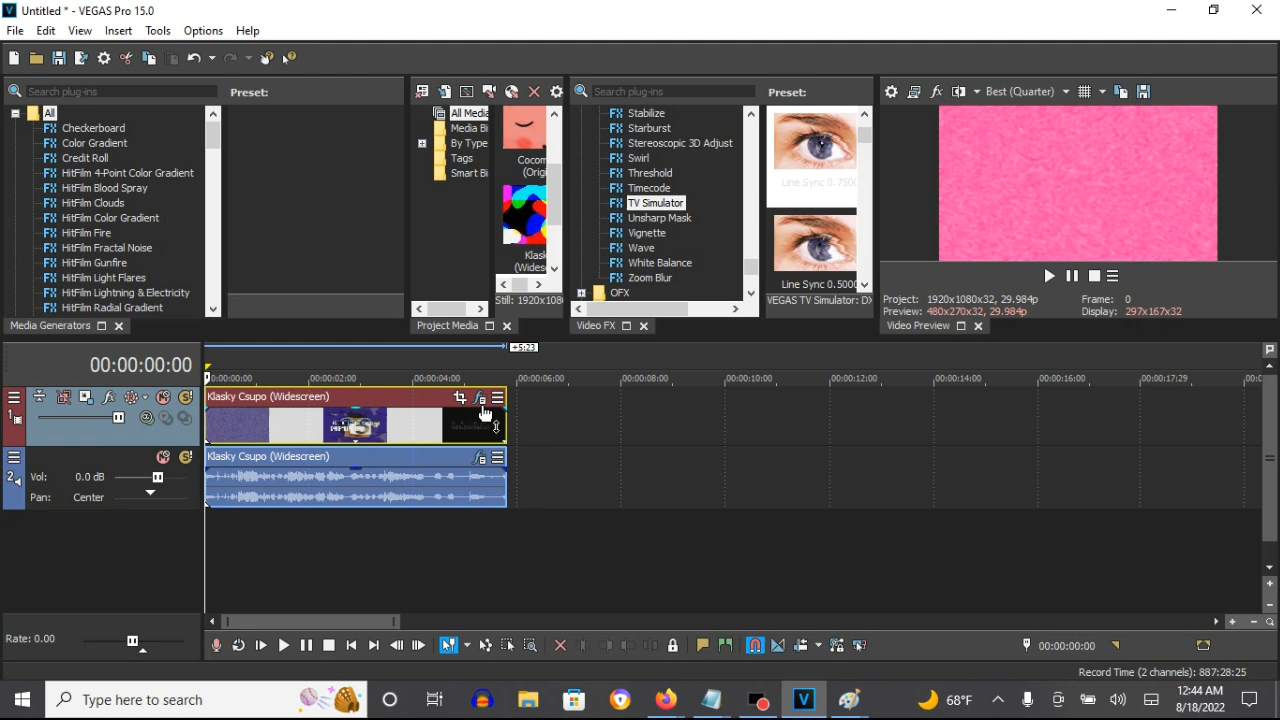 Untitled * - VEGAS Pro 15.0
File Edit View Insert Tools Options Help
Search plug-ins
Preset:
All
Checkerboard
Color Gradient
Credit Roll
HitFilm 4-Point Color Gradient
HitFilm Blood Spray
HitFilm Clouds
HitFilm Color Gradient
HitFilm Fire
HitFilm Fractal Noise
HitFilm Gunfire
HitFilm Light Flares
HitFilm Lightning & Electricity
HitFilm Radial Gradient
Media Generators
All Media
Media Bi
By Type
Tags
Smart Bi
Cocom
(Origi
Klask
(Wides
Still: 1920x108
Project Media
Search plug-ins
Preset:
Stabilize
Starburst
Stereoscopic 3D Adjust
Swirl
Threshold
Timecode
TV Simulator
Unsharp Mask
Vignette
Wave
White Balance
Zoom Blur
OFX
Line Sync 0.7500
Line Sync 0.5000
VEGAS TV Simulator: DX
Video FX
Best (Quarter)
Project: 1920x1080x32, 29.984p
Frame: 0
Preview: 480x270x32, 29.984p
Display: 297x167x32
Video Preview
+5:23
00:00:00:00
0:00:00:00 00:00:02:00 00:00:04:00 00:00:06:00 00:00:08:00 00:00:10:00 00:00:12:00 00:00:14:00 00:00:16:00 00:00:17:29
1
Klasky Csupo (Widescreen)
2
Klasky Csupo (Widescreen)
Vol: 0.0 dB
Pan: Center
Rate: 0.00
00:00:00:00
Record Time (2 channels): 887:28:25
Type here to search
68°F
12:44 AM
8/18/2022